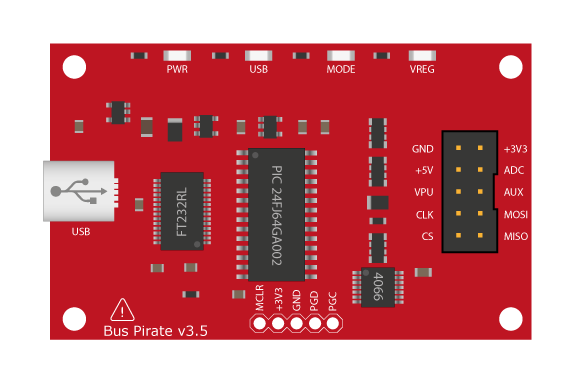 PWR USB MODE VREG
GND +3V3
+5V ADC
VPU AUX
CLK MOSI
CS MISO
USB
FT232RL
PIC 24FJ64GA002
4066
MCLR +3V3 GND PGD PGC
Bus Pirate v3.5